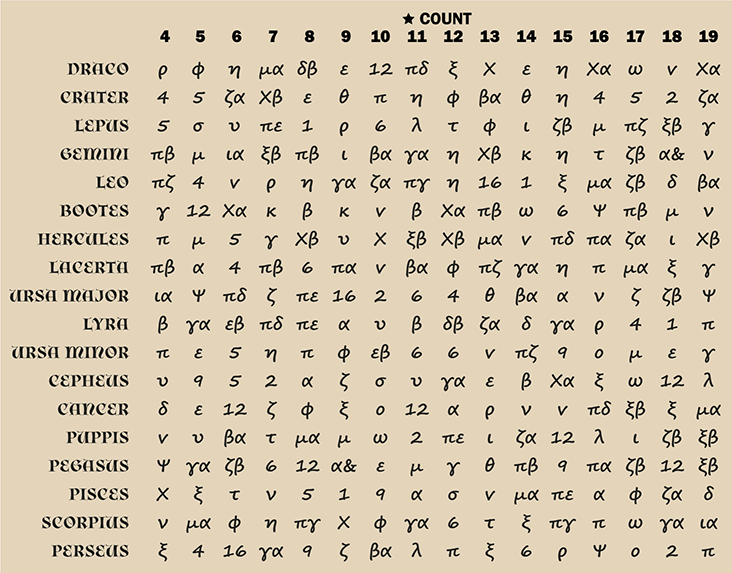 ★ COUNT
4 5 6 7 8 9 10 11 12 13 14 15 16 17 18 19
DRACO ρ φ η μα δβ ε 12 πδ ξ Χ ε η Χα ω ν Χα
CRATER 4 5 ζα Χβ ε θ π η φ βα θ η 4 5 2 ζα
LEPUS 5 σ υ πε 1 ρ 6 λ τ φ ι ζβ μ πζ ξβ γ
GEMINI πβ μ ια ξβ πβ ι βα γα η Χβ κ η τ ζβ α& ν
LEO πζ 4 v ρ η γα ζα πγ η 16 1 ξ μα ζβ δ βα
BOOTES γ 12 Χα κ β κ v β Χα πβ ω 6 Ψ πβ μ ν
HERCULES π μ 5 γ Χβ υ Χ ξβ Χβ μα v πδ πα ζα ι Χβ
LACERTA πβ α 4 πβ 6 πα v βα φ πζ γα η π μα ξ γ
URSA MAJOR ια Ψ πδ ζ πε 16 2 6 4 θ βα α ν ζ ζβ Ψ
LYRA β γα εβ πδ πε α υ β δβ ζα δ γα ρ 4 1 π
URSA MINOR π ε 5 η π φ εβ 6 6 v πζ 9 ο μ ε γ
CEPHEUS υ 9 5 2 α ζ σ υ γα ε β Χα ξ ω 12 λ
CANCER δ ε 12 ζ φ ξ ο 12 α ρ ν v πδ ξβ ξ μα
PUPPIS v υ βα τ μα μ ω 2 πε ι ζα 12 λ ι ζβ ξβ
PEGASUS Ψ γα ζβ 6 12 α& ε μ γ θ πβ 9 πα ζβ 12 ξβ
PISCES Χ ξ τ ν 5 1 9 α σ v μα πε α φ ζα δ
SCORPIUS ν μα φ η πγ Χ φ γα 6 τ ξ πγ π ω γα ια
PERSEUS ξ 4 16 γα 9 ζ βα λ π ξ 6 ρ Ψ ο 2 π